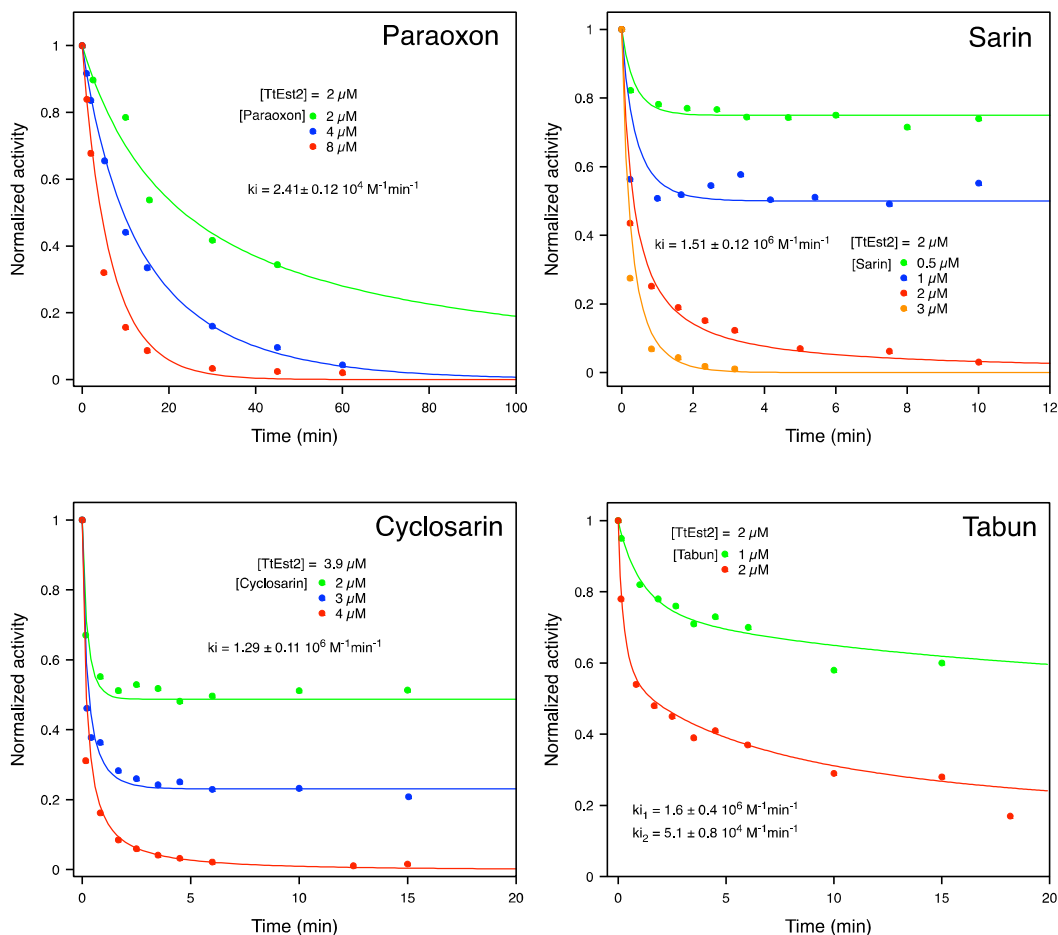 Paraoxon
[TtEst2] = 2 µM
[Paraoxon] 2 µM
4 µM
8 µM
ki = 2.41± 0.12 10⁴ M⁻¹min⁻¹
Normalized activity
1
0.8
0.6
0.4
0.2
0
0 20 40 60 80 100
Time (min)
Sarin
ki = 1.51 ± 0.12 10⁶ M⁻¹min⁻¹
[TtEst2] = 2 µM
[Sarin] 0.5 µM
1 µM
2 µM
3 µM
Normalized activity
1
0.8
0.6
0.4
0.2
0
0 2 4 6 8 10 12
Time (min)
Cyclosarin
[TtEst2] = 3.9 µM
[Cyclosarin] 2 µM
3 µM
4 µM
ki = 1.29 ± 0.11 10⁶ M⁻¹min⁻¹
Normalized activity
1
0.8
0.6
0.4
0.2
0
0 5 10 15 20
Time (min)
Tabun
[TtEst2] = 2 µM
[Tabun] 1 µM
2 µM
ki₁ = 1.6 ± 0.4 10⁶ M⁻¹min⁻¹
ki₂ = 5.1 ± 0.8 10⁴ M⁻¹min⁻¹
Normalized activity
1
0.8
0.6
0.4
0.2
0
0 5 10 15 20
Time (min)